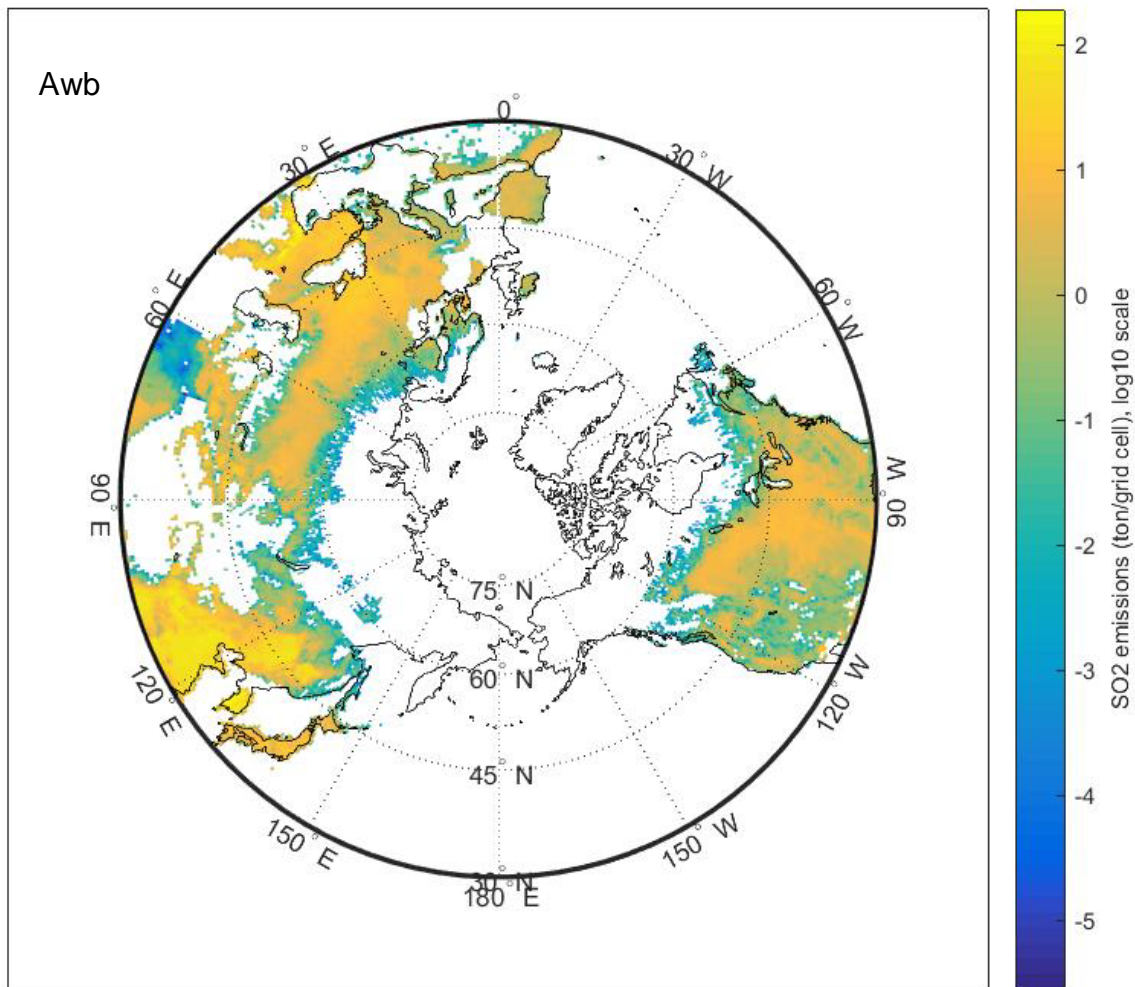 Awb
0°
30° E
30° W
60° E
60° W
90° E
90° W
75° N
60° N
120° E
120° W
45° N
150° E
150° W
30° N
180° E
2
1
0
-1
-2
-3
-4
-5
SO2 emissions (ton/grid cell), log10 scale